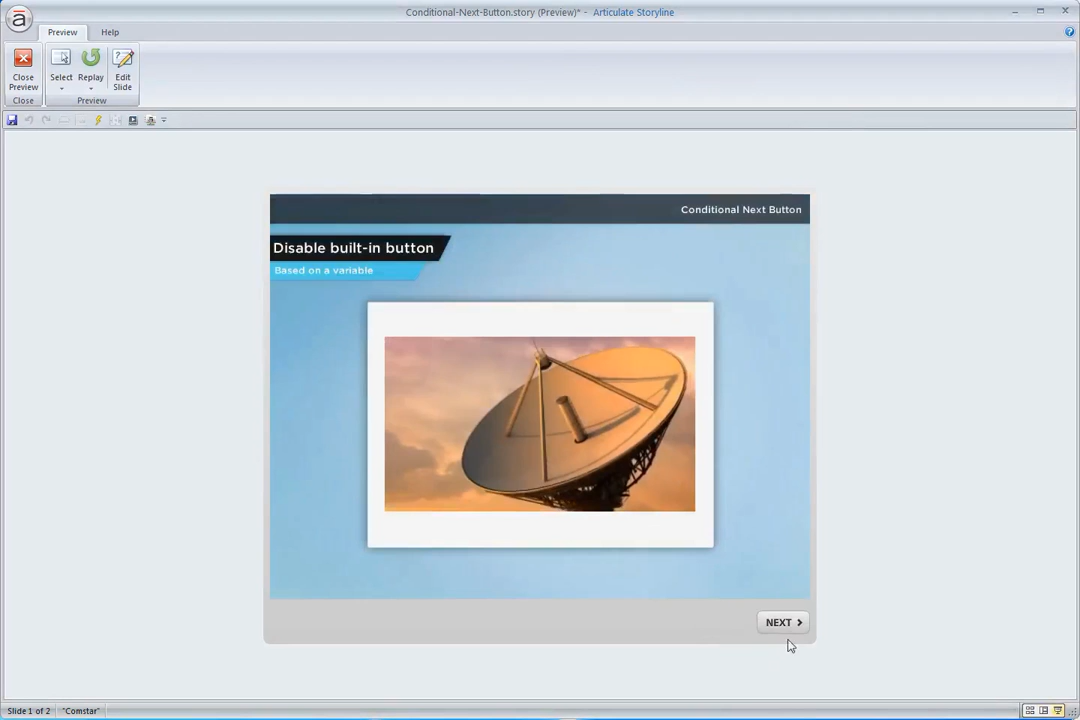 Conditional-Next-Button.story (Preview)* - Articulate Storyline
Preview Help
Close Preview
Select
Replay
Edit Slide
Close
Preview
Conditional Next Button
Disable built-in button
Based on a variable
NEXT
Slide 1 of 2 "Comstar"